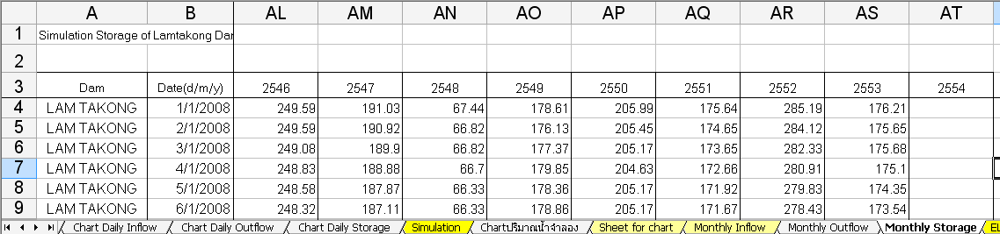 A B AL AM AN AO AP AQ AR AS AT
1 Simulation Storage of Lamtakong Dar
2
3 Dam Date(d/m/y) 2546 2547 2548 2549 2550 2551 2552 2553 2554
4 LAM TAKONG 1/1/2008 249.59 191.03 67.44 178.61 205.99 175.64 285.19 176.21
5 LAM TAKONG 2/1/2008 249.59 190.92 66.82 176.13 205.45 174.65 284.12 175.65
6 LAM TAKONG 3/1/2008 249.08 189.9 66.82 177.37 205.17 173.65 282.33 175.68
7 LAM TAKONG 4/1/2008 248.83 188.88 66.7 179.85 204.63 172.66 280.91 175.1
8 LAM TAKONG 5/1/2008 248.58 187.87 66.33 178.36 205.17 171.92 279.83 174.35
9 LAM TAKONG 6/1/2008 248.32 187.11 66.33 178.86 205.17 171.67 278.43 173.54
Chart Daily Inflow Chart Daily Outflow Chart Daily Storage Simulation Chartปริมาณน้ำจำลอง Sheet for chart Monthly Inflow Monthly Outflow Monthly Storage EL